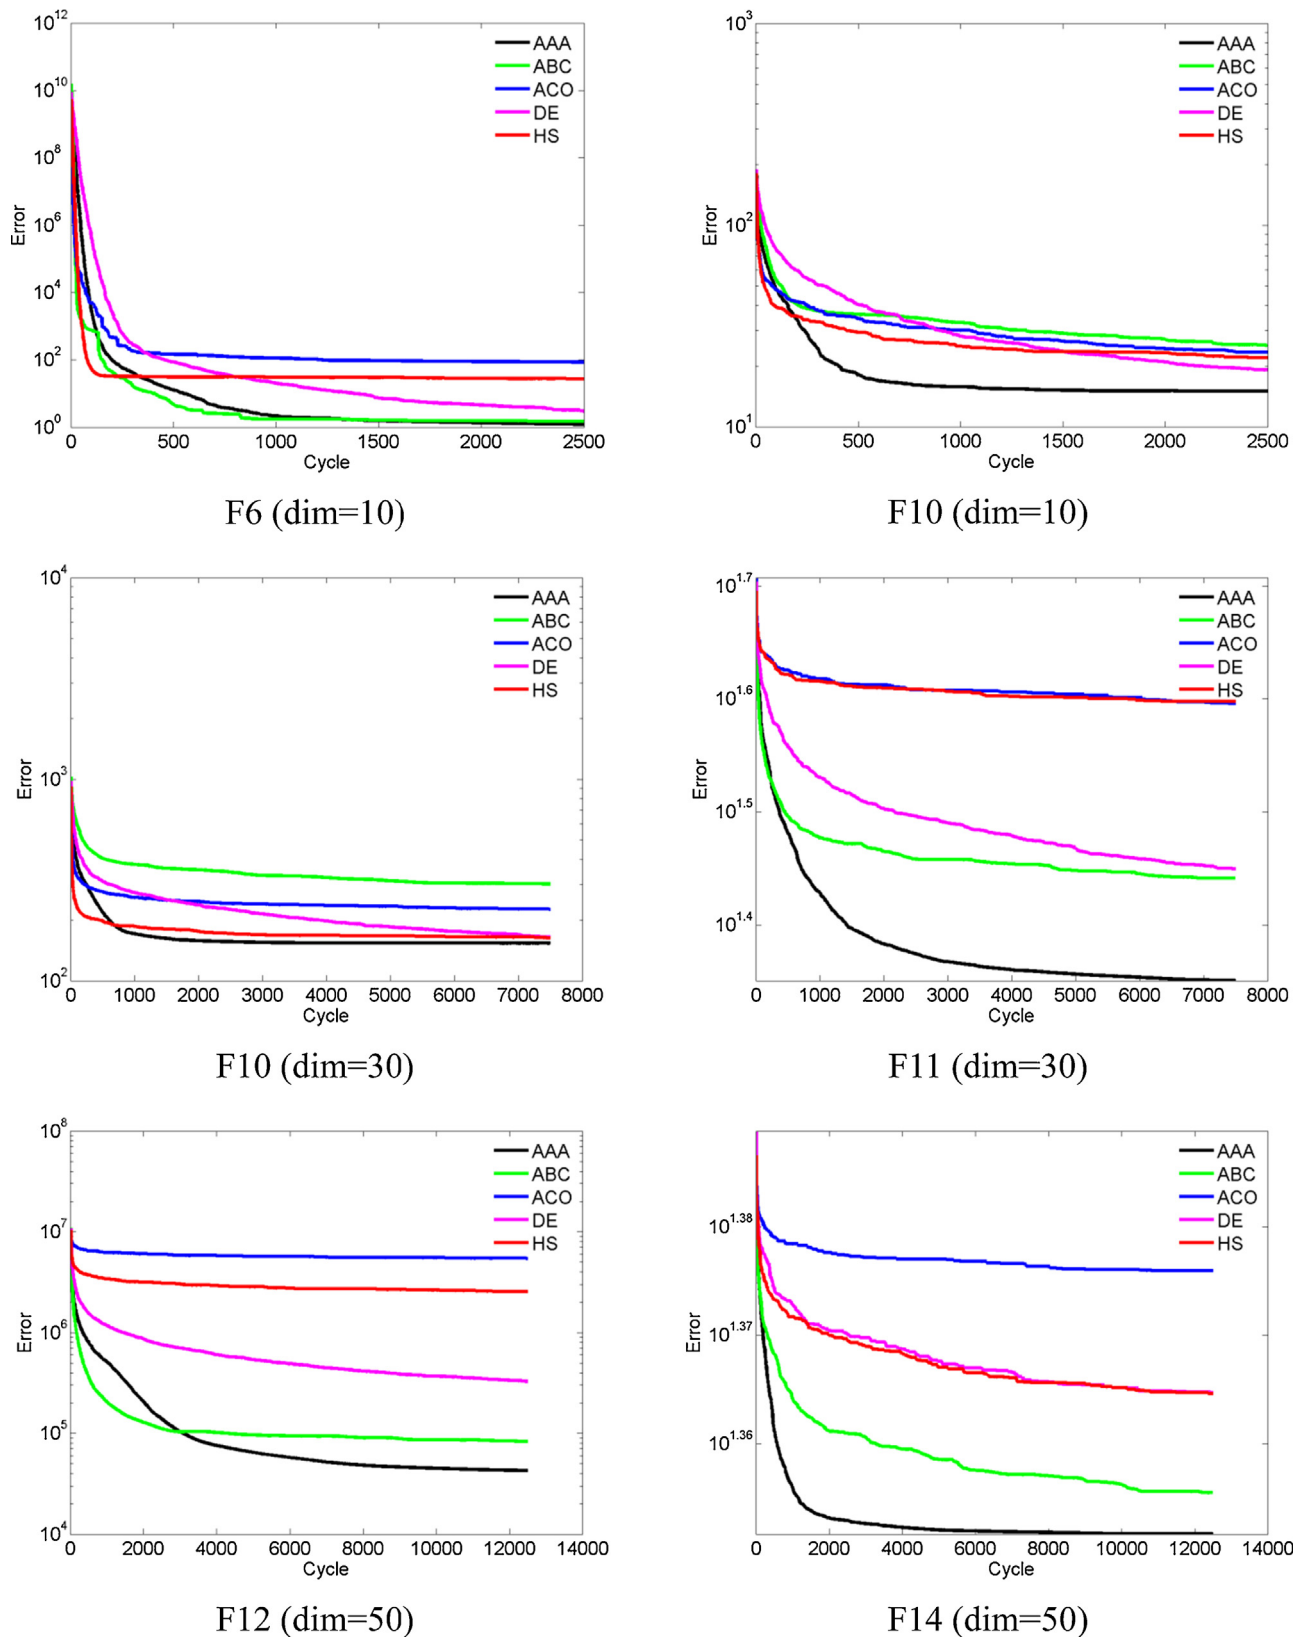 10^12
10^10
10^8
10^6
10^4
10^2
10^0
Error
AAA
ABC
ACO
DE
HS
0 500 1000 1500 2000 2500
Cycle
F6 (dim=10)
10^3
10^2
10^1
Error
AAA
ABC
ACO
DE
HS
0 500 1000 1500 2000 2500
Cycle
F10 (dim=10)
10^4
10^3
10^2
Error
AAA
ABC
ACO
DE
HS
0 1000 2000 3000 4000 5000 6000 7000 8000
Cycle
F10 (dim=30)
10^1.7
10^1.6
10^1.5
10^1.4
Error
AAA
ABC
ACO
DE
HS
0 1000 2000 3000 4000 5000 6000 7000 8000
Cycle
F11 (dim=30)
10^8
10^7
10^6
10^5
10^4
Error
AAA
ABC
ACO
DE
HS
0 2000 4000 6000 8000 10000 12000 14000
Cycle
F12 (dim=50)
10^1.38
10^1.37
10^1.36
Error
AAA
ABC
ACO
DE
HS
0 2000 4000 6000 8000 10000 12000 14000
Cycle
F14 (dim=50)